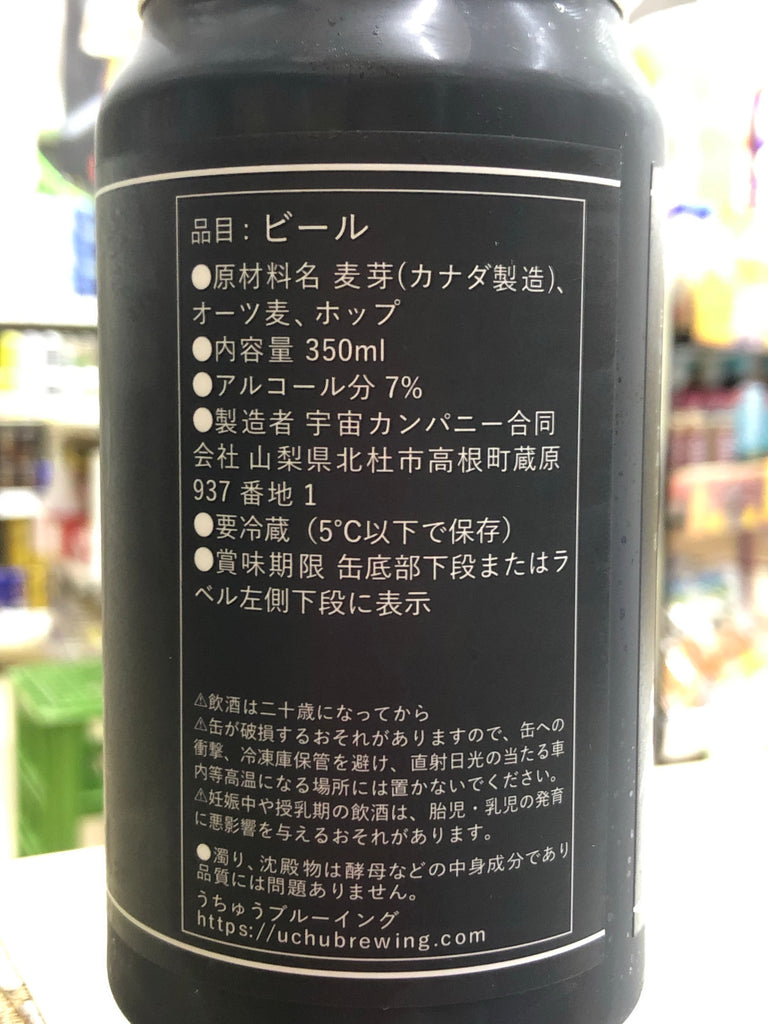 品目：ビール
●原材料名 麦芽(カナダ製造)、
オーツ麦、ホップ
●内容量 350ml
●アルコール分 7%
●製造者 宇宙カンパニー合同
会社 山梨県北杜市高根町蔵原
937 番地 1
●要冷蔵（5℃以下で保存）
●賞味期限 缶底部下段またはラ
ベル左側下段に表示
⚠飲酒は二十歳になってから
⚠缶が破損するおそれがありますので、缶への
衝撃、冷凍庫保管を避け、直射日光の当たる車
内等高温になる場所には置かないでください。
⚠妊娠中や授乳期の飲酒は、胎児・乳児の発育
に悪影響を与えるおそれがあります。
●濁り、沈殿物は酵母などの中身成分であり
品質には問題ありません。
うちゅうブルーイング
https://uchubrewing.com